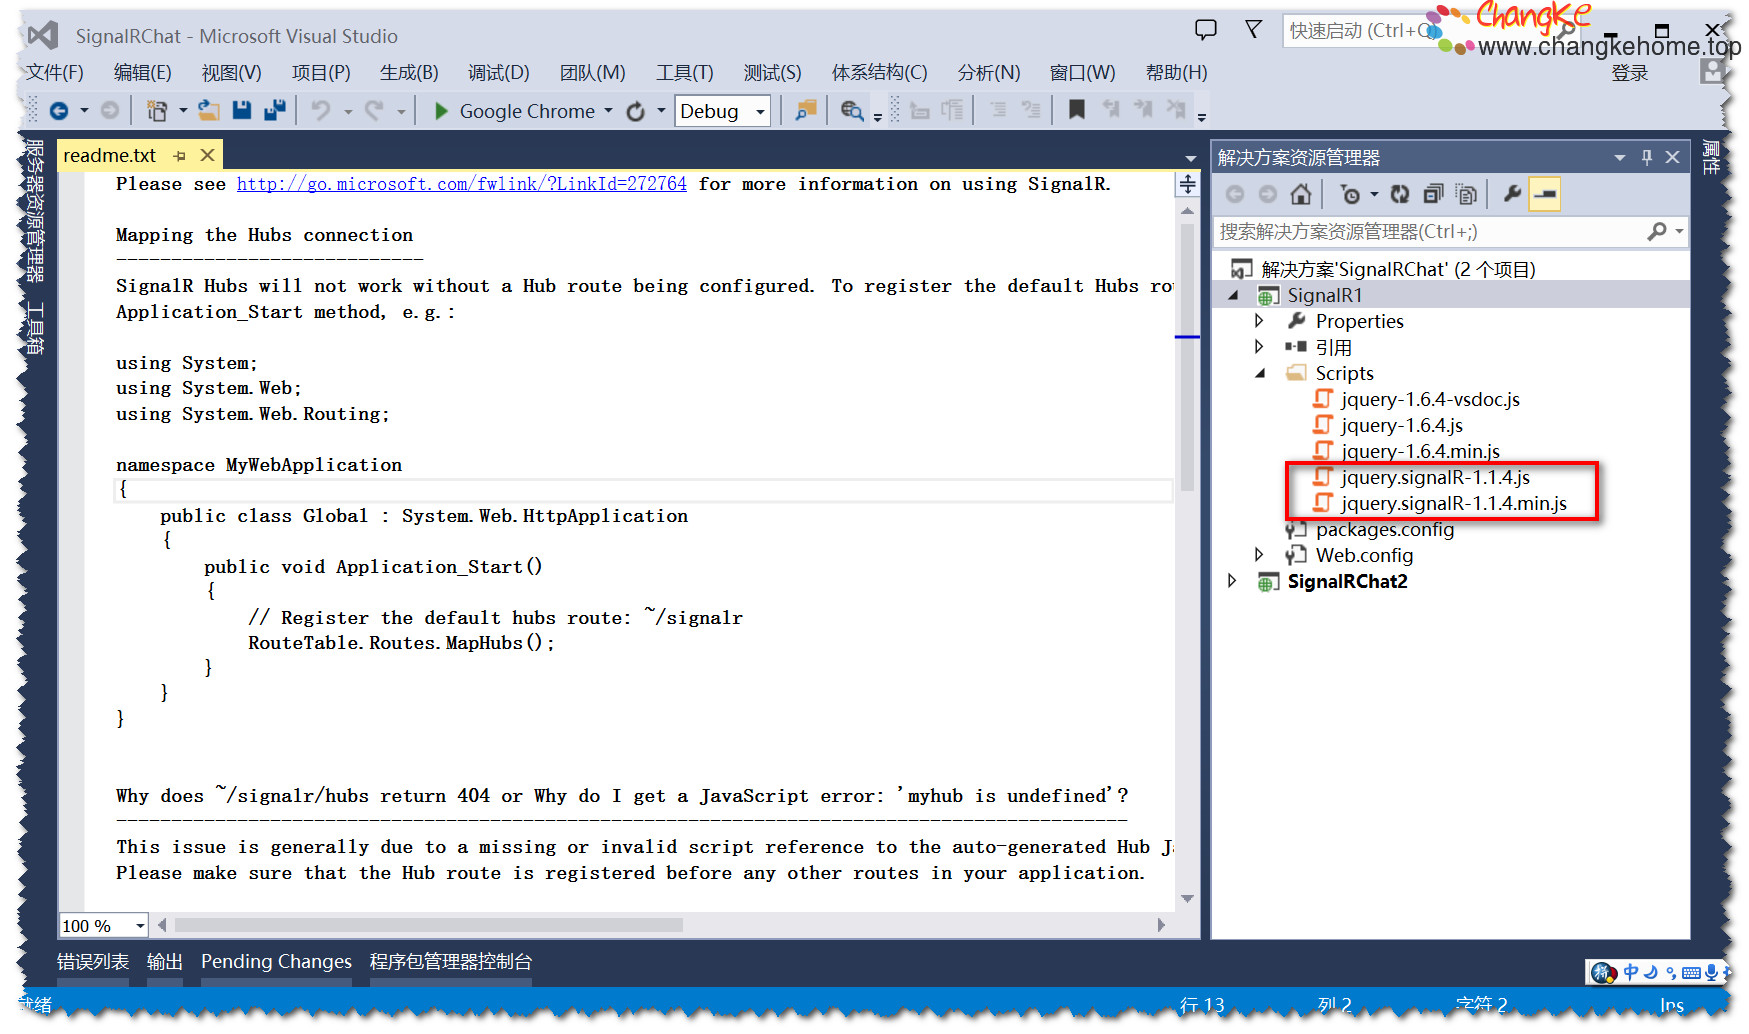 SignalRChat - Microsoft Visual Studio
快速启动 (Ctrl+Q)
ChangKe
www.changkehome.top
文件(F) 编辑(E) 视图(V) 项目(P) 生成(B) 调试(D) 团队(M) 工具(T) 测试(S) 体系结构(C) 分析(N) 窗口(W) 帮助(H) 登录
Google Chrome Debug
服务器资源管理器
工具箱
readme.txt
Please see http://go.microsoft.com/fwlink/?LinkId=272764 for more information on using SignalR.
Mapping the Hubs connection
----------------------------
SignalR Hubs will not work without a Hub route being configured. To register the default Hubs
Application_Start method, e.g.:
using System;
using System.Web;
using System.Web.Routing;
namespace MyWebApplication
{
public class Global : System.Web.HttpApplication
{
public void Application_Start()
{
// Register the default hubs route: ~/signalr
RouteTable.Routes.MapHubs();
}
}
}
Why does ~/signalr/hubs return 404 or Why do I get a JavaScript error: 'myhub is undefined'?
--------------------------------------------------------------------------------------------
This issue is generally due to a missing or invalid script reference to the auto-generated Hub
Please make sure that the Hub route is registered before any other routes in your application.
100 %
解决方案资源管理器
搜索解决方案资源管理器(Ctrl+;)
解决方案'SignalRChat' (2 个项目)
SignalR1
Properties
引用
Scripts
jquery-1.6.4-vsdoc.js
jquery-1.6.4.js
jquery-1.6.4.min.js
jquery.signalR-1.1.4.js
jquery.signalR-1.1.4.min.js
packages.config
Web.config
SignalRChat2
属性
错误列表 输出 Pending Changes 程序包管理器控制台
拼 中
就绪 行 13 列 2 字符 2 Ins